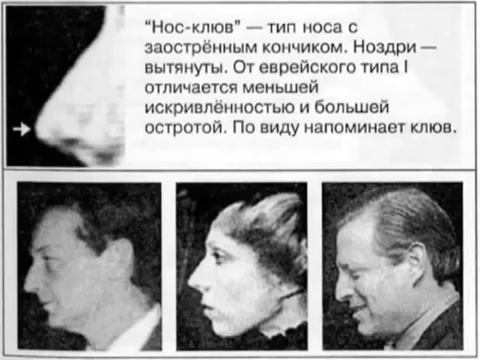 “Нос-клюв” — тип носа с
заострённым кончиком. Ноздри —
вытянуты. От еврейского типа I
отличается меньшей
искривлённостью и большей
остротой. По виду напоминает клюв.